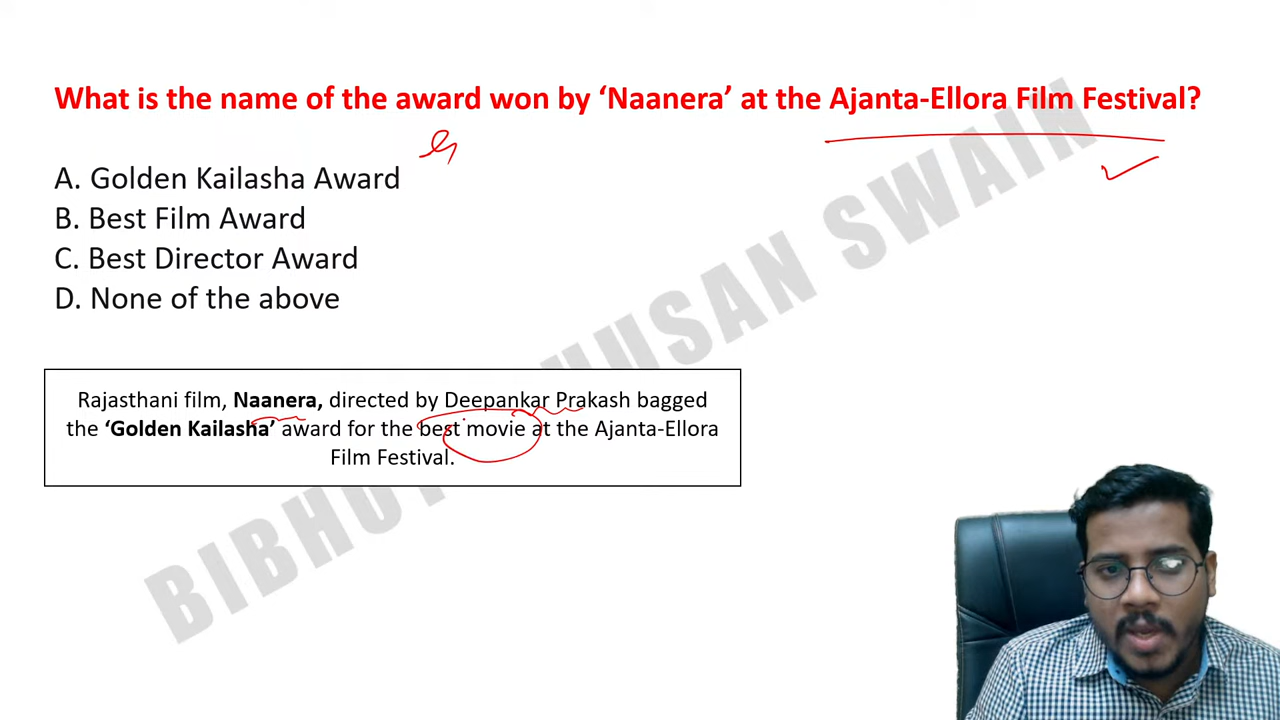 What is the name of the award won by ‘Naanera’ at the Ajanta-Ellora Film Festival?
A. Golden Kailasha Award
B. Best Film Award
C. Best Director Award
D. None of the above
Rajasthani film, Naanera, directed by Deepankar Prakash bagged
the ‘Golden Kailasha’ award for the best movie at the Ajanta-Ellora
Film Festival.